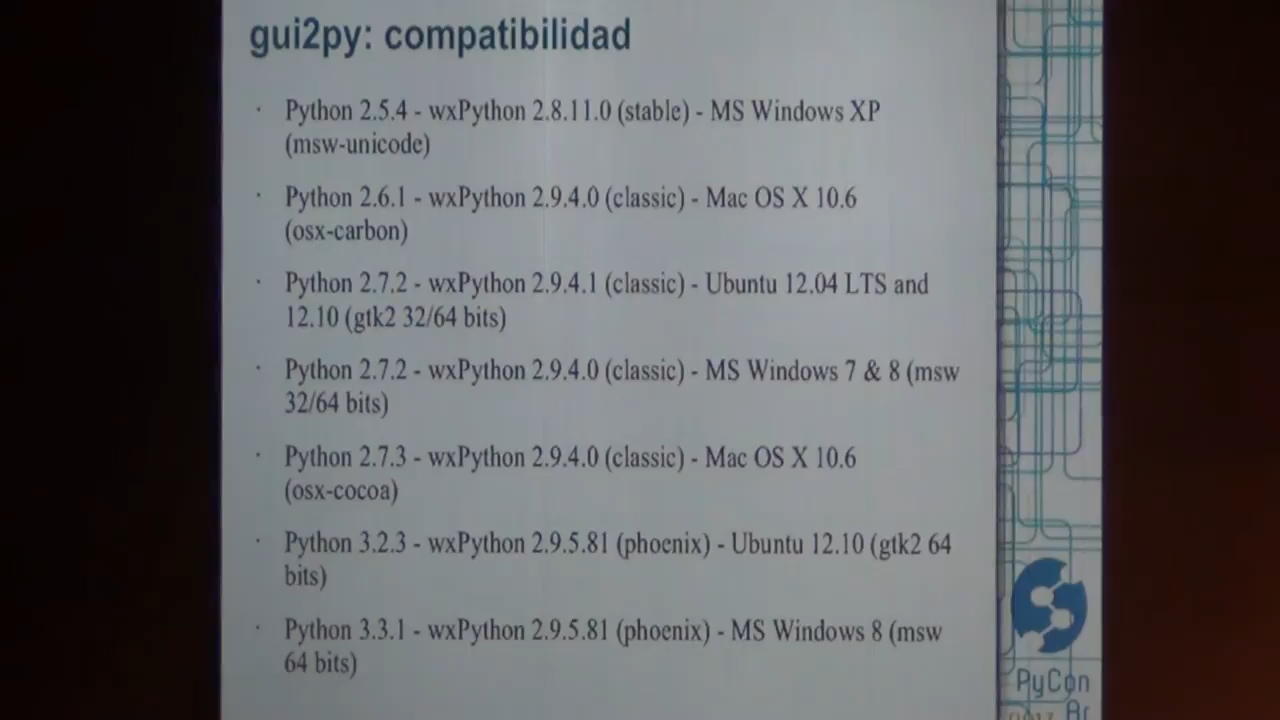 gui2py: compatibilidad
· Python 2.5.4 - wxPython 2.8.11.0 (stable) - MS Windows XP
(msw-unicode)
· Python 2.6.1 - wxPython 2.9.4.0 (classic) - Mac OS X 10.6
(osx-carbon)
· Python 2.7.2 - wxPython 2.9.4.1 (classic) - Ubuntu 12.04 LTS and
12.10 (gtk2 32/64 bits)
· Python 2.7.2 - wxPython 2.9.4.0 (classic) - MS Windows 7 & 8 (msw
32/64 bits)
· Python 2.7.3 - wxPython 2.9.4.0 (classic) - Mac OS X 10.6
(osx-cocoa)
· Python 3.2.3 - wxPython 2.9.5.81 (phoenix) - Ubuntu 12.10 (gtk2 64
bits)
· Python 3.3.1 - wxPython 2.9.5.81 (phoenix) - MS Windows 8 (msw
64 bits)
PyCon
Ar